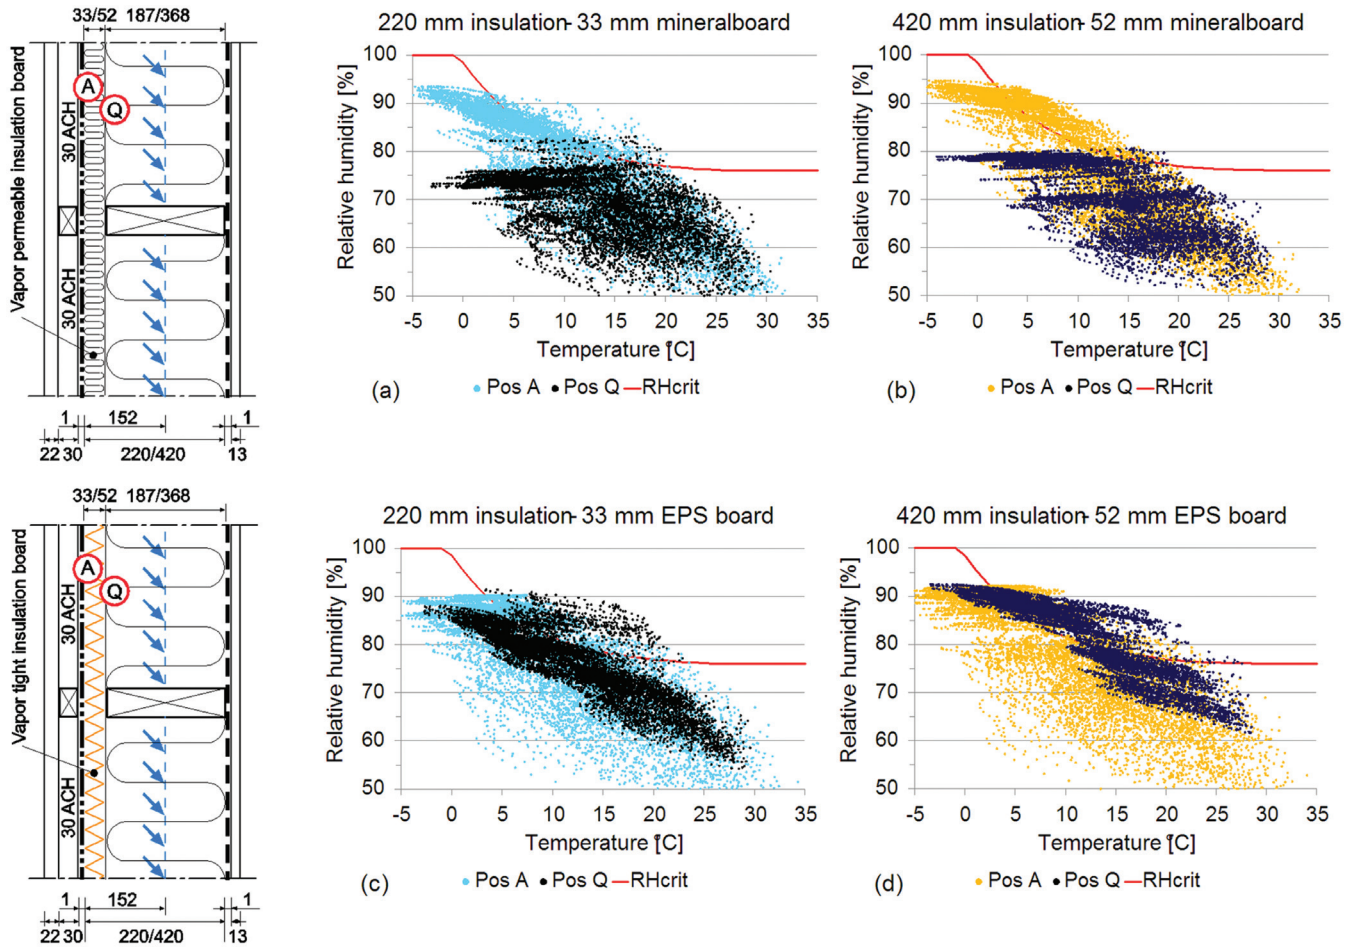 33/52 187/368
Vapor permeable insulation board
30 ACH
30 ACH
A
Q
1 152 1
22 30 220/420 13
220 mm insulation- 33 mm mineralboard
Relative humidity [%]
100
90
80
70
60
50
-5 0 5 10 15 20 25 30 35
Temperature [°C]
(a) Pos A Pos Q RHcrit
420 mm insulation- 52 mm mineralboard
Relative humidity [%]
100
90
80
70
60
50
-5 0 5 10 15 20 25 30 35
Temperature [°C]
(b) Pos A Pos Q RHcrit
33/52 187/368
Vapor tight insulation board
30 ACH
30 ACH
A
Q
1 152 1
22 30 220/420 13
220 mm insulation- 33 mm EPS board
Relative humidity [%]
100
90
80
70
60
50
-5 0 5 10 15 20 25 30 35
Temperature [°C]
(c) Pos A Pos Q RHcrit
420 mm insulation- 52 mm EPS board
Relative humidity [%]
100
90
80
70
60
50
-5 0 5 10 15 20 25 30 35
Temperature [°C]
(d) Pos A Pos Q RHcrit